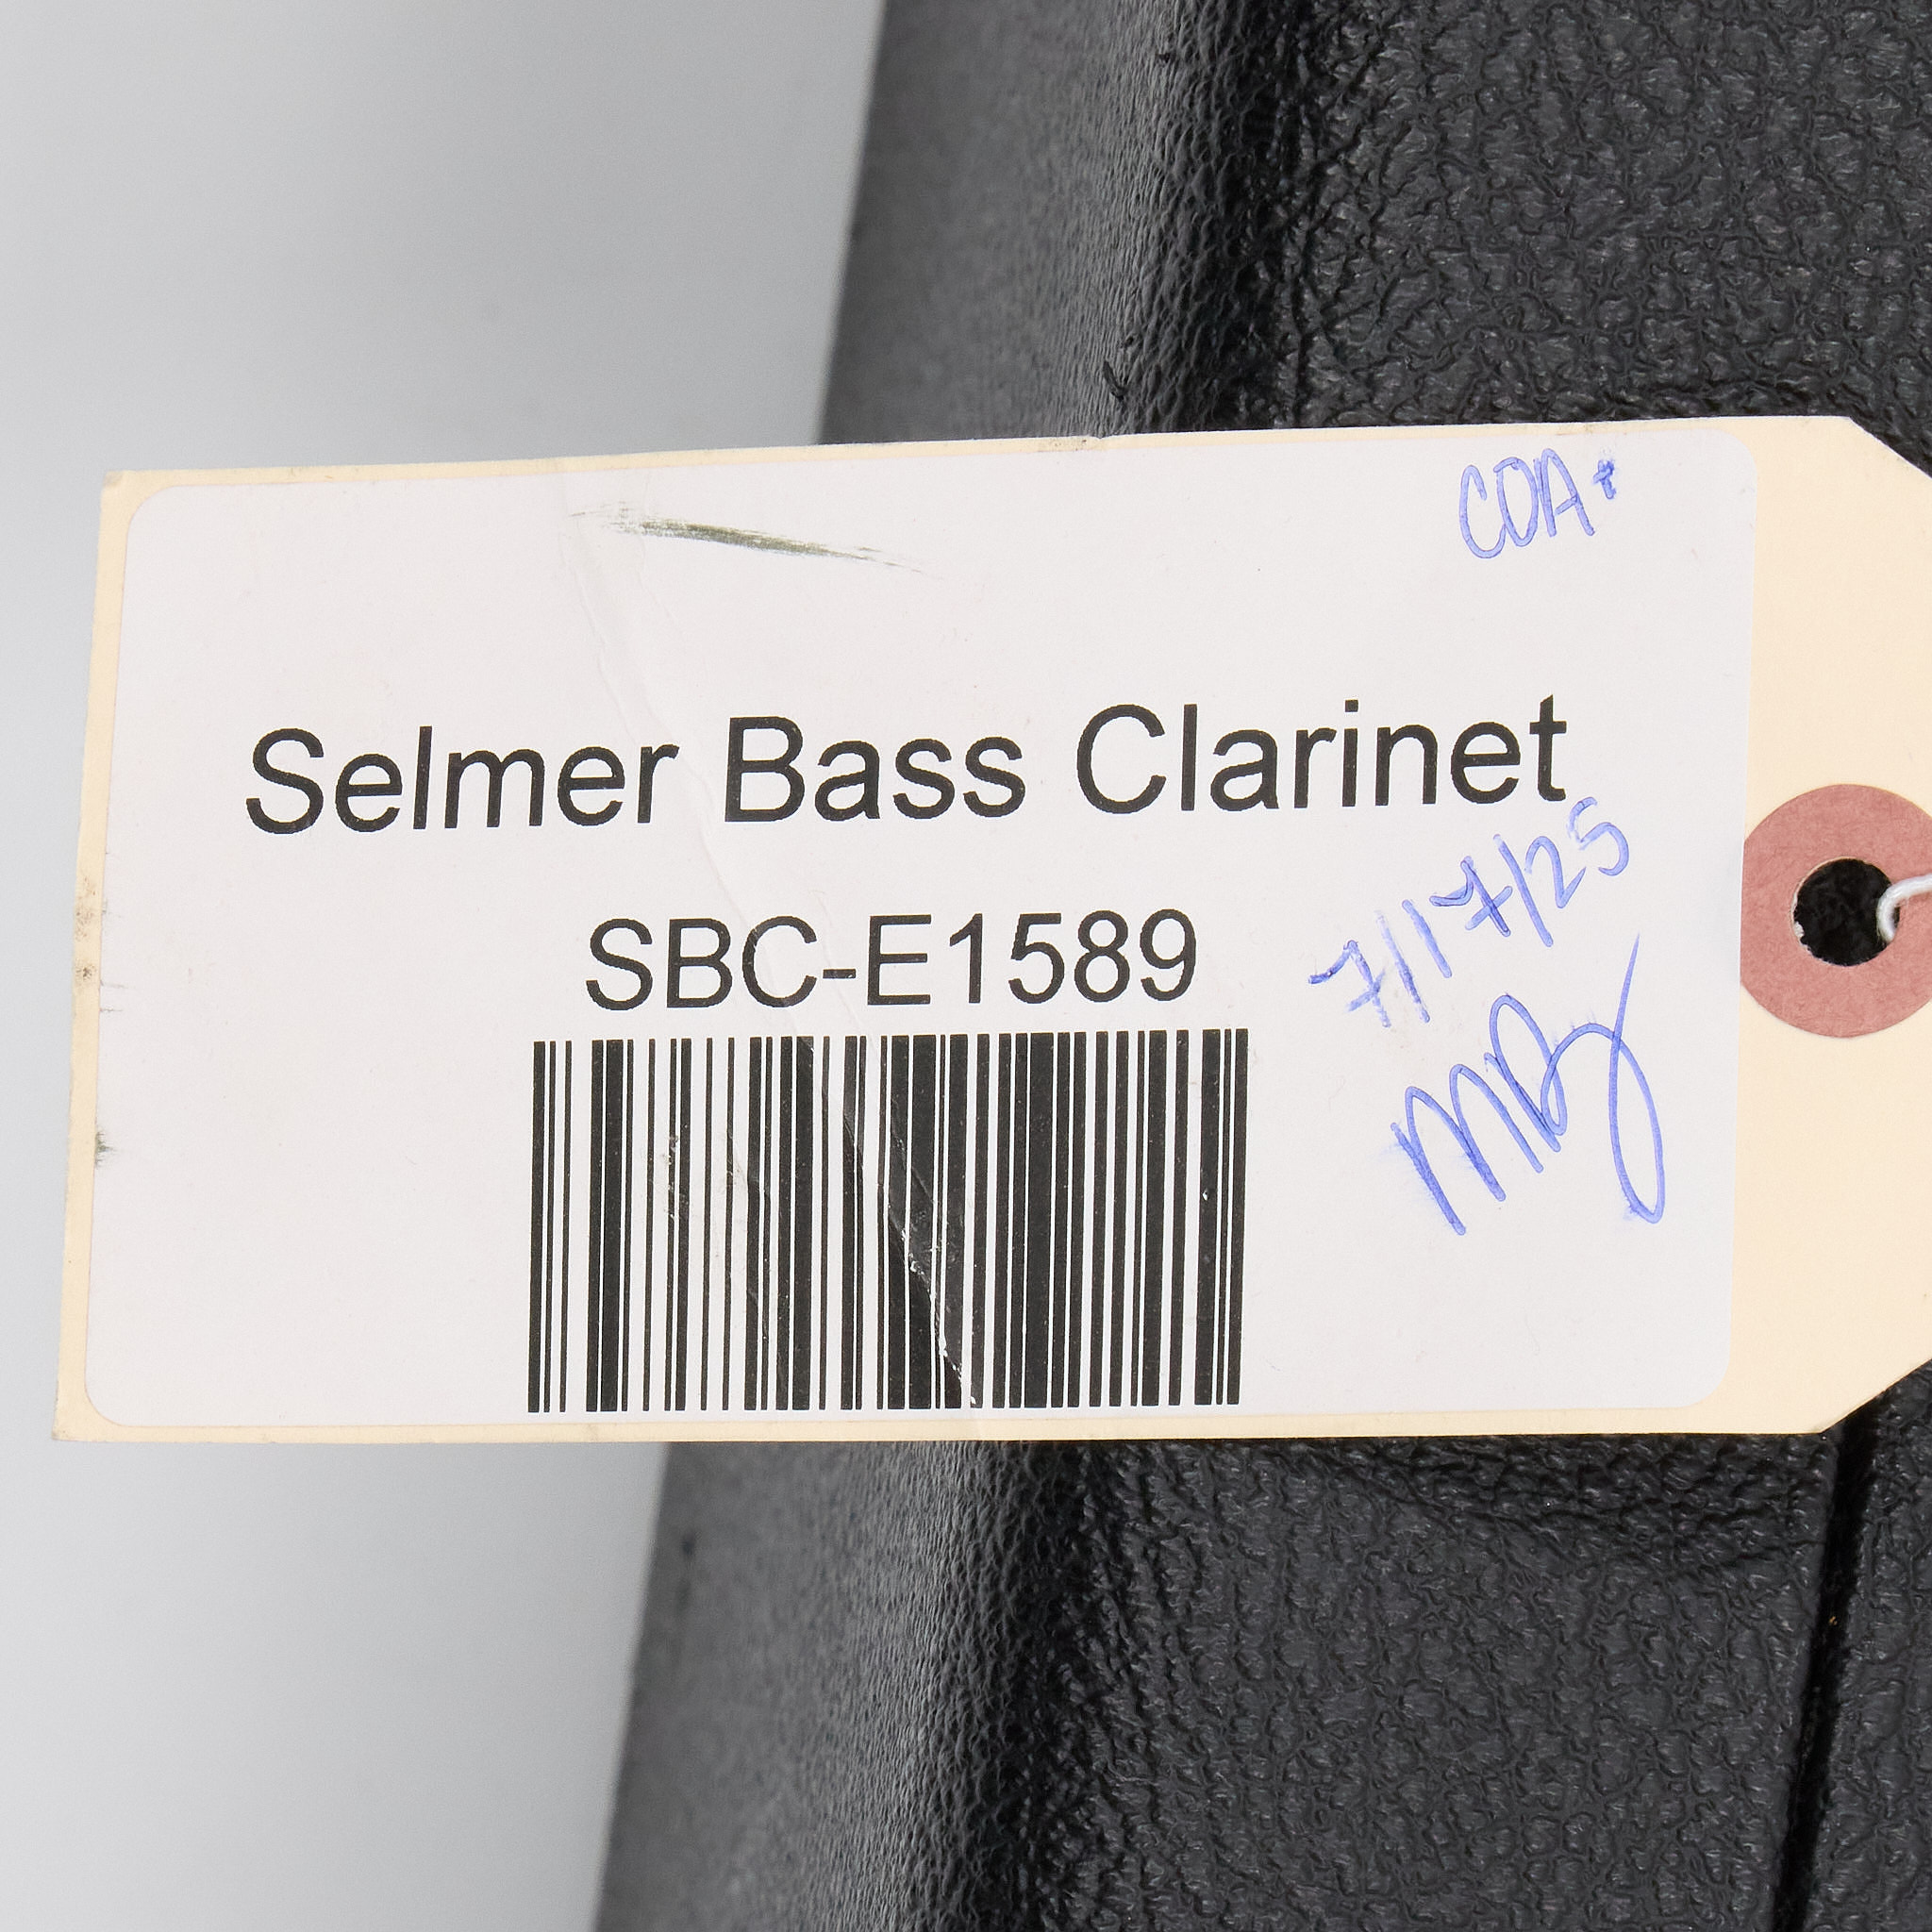 COA+
Selmer Bass Clarinet
SBC-E1589
7/17/25